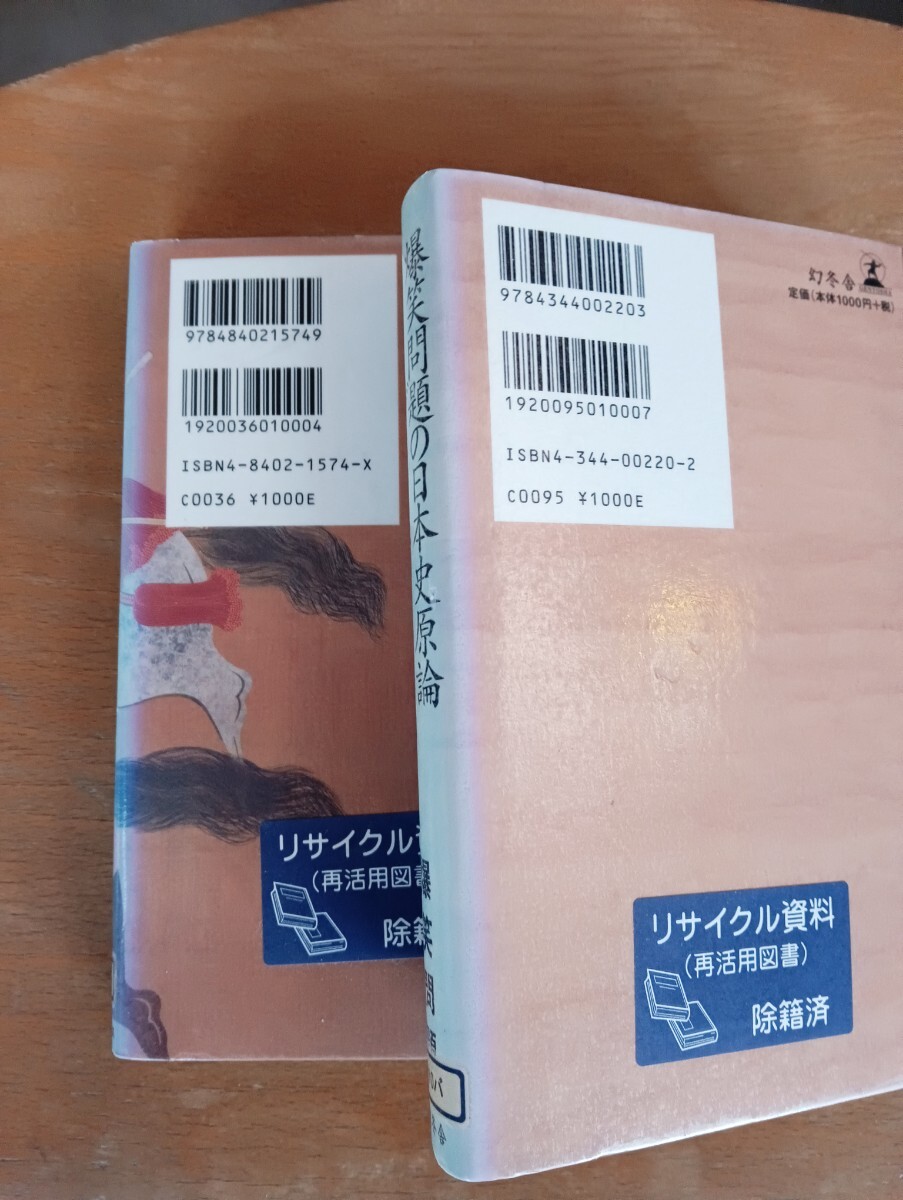 9784840215749
1920036010004
ISBN4-8402-1574-X
C0036 ¥1000E
リサイクル
(再活用図書
除籍
爆笑問題の日本史原論
爆笑問
9784344002203
1920095010007
ISBN4-344-00220-2
C0095 ¥1000E
幻冬舎
定価(本体1000円+税)
リサイクル資料
(再活用図書)
除籍済